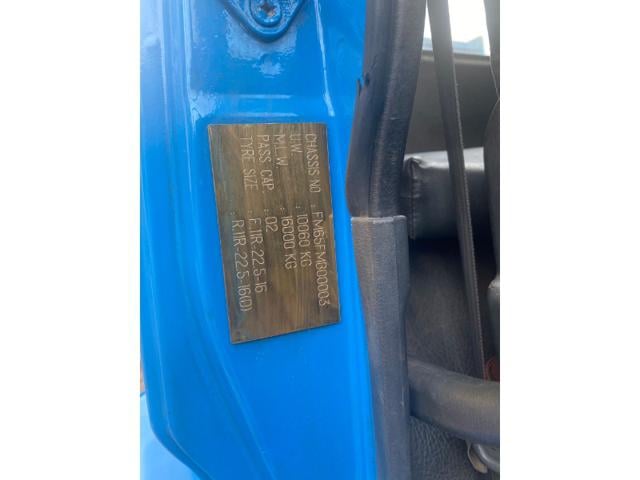 CHASSIS NO : FM65FM300003
U.W. : 10060 KG
M.L.W. : 16000 KG
PASS. CAP. : 02
TYRE SIZE : F.11R-22.5-16
R.11R-22.5-16(D)